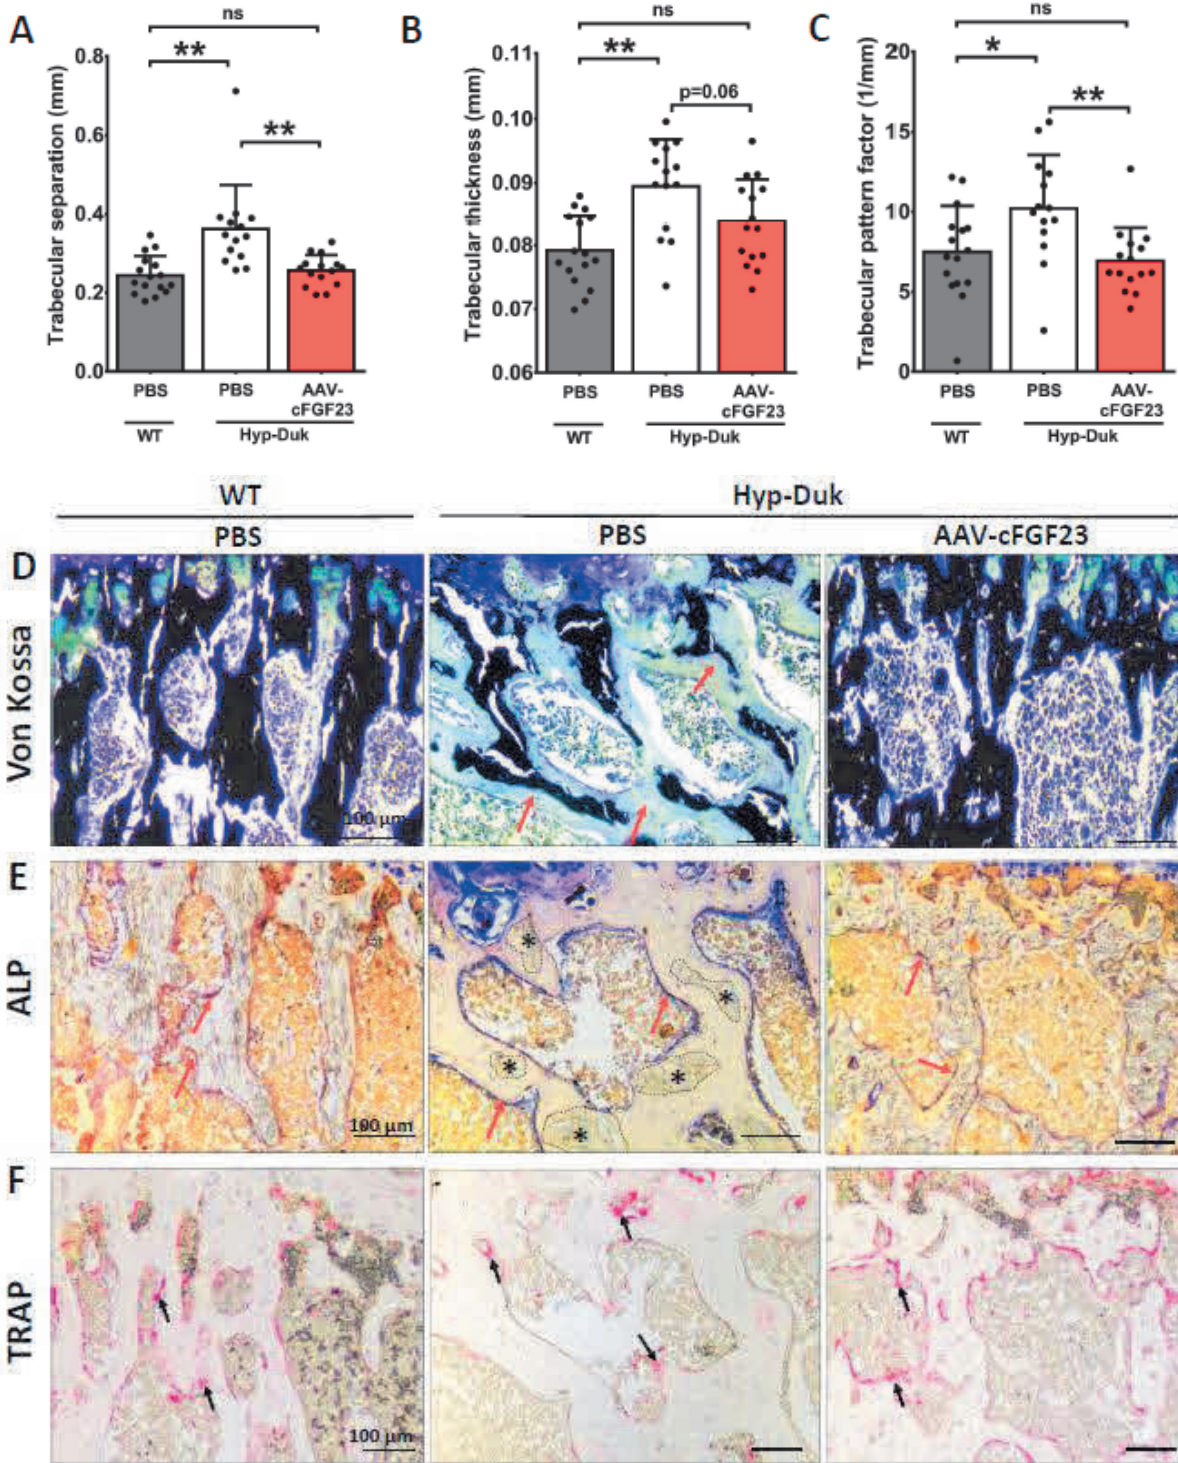 A
ns
**
**
Trabecular separation (mm)
0.8
0.6
0.4
0.2
0.0
PBS
PBS
AAV-
cFGF23
WT
Hyp-Duk
B
ns
**
p=0.06
Trabecular thickness (mm)
0.11
0.10
0.09
0.08
0.07
0.06
PBS
PBS
AAV-
cFGF23
WT
Hyp-Duk
C
ns
*
**
Trabecular pattern factor (1/mm)
20
15
10
5
0
PBS
PBS
AAV-
cFGF23
WT
Hyp-Duk
WT
Hyp-Duk
PBS
PBS
AAV-cFGF23
D
Von Kossa
100 µm
E
ALP
100 µm
*
*
*
*
*
F
TRAP
100 µm